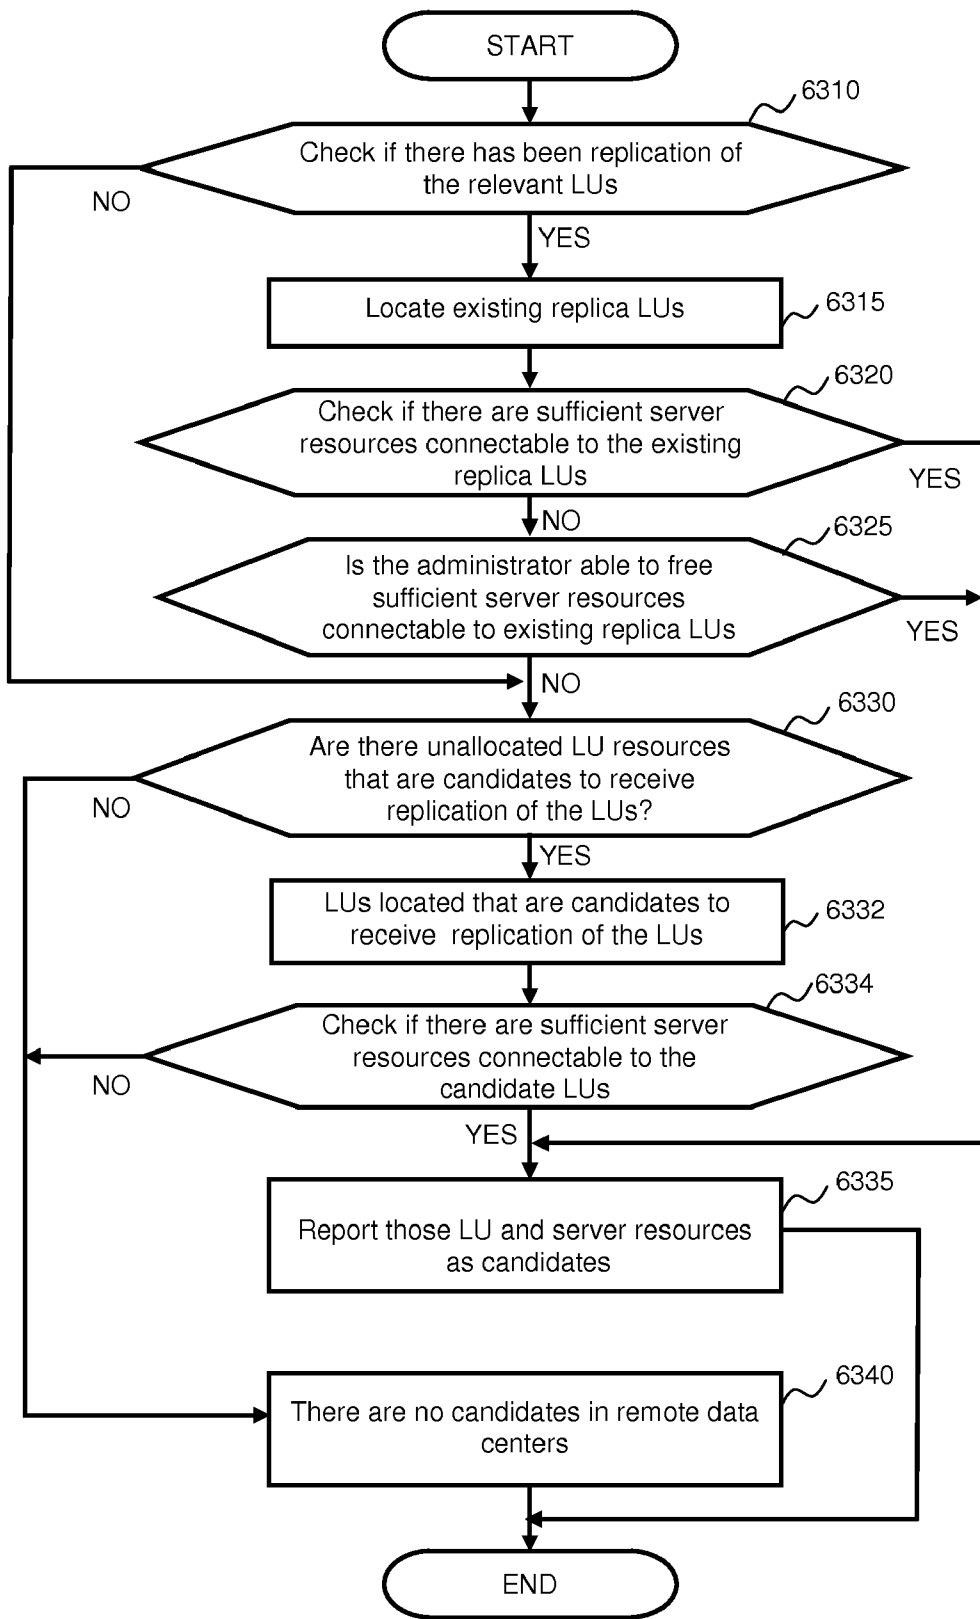 START
6310
Check if there has been replication of
the relevant LUs
NO
YES
Locate existing replica LUs
6315
6320
Check if there are sufficient server
resources connectable to the existing
replica LUs
YES
NO
6325
Is the administrator able to free
sufficient server resources
connectable to existing replica LUs
YES
NO
6330
Are there unallocated LU resources
that are candidates to receive
replication of the LUs?
NO
YES
LUs located that are candidates to
receive replication of the LUs
6332
6334
Check if there are sufficient server
resources connectable to the
candidate LUs
NO
YES
6335
Report those LU and server resources
as candidates
6340
There are no candidates in remote data
centers
END